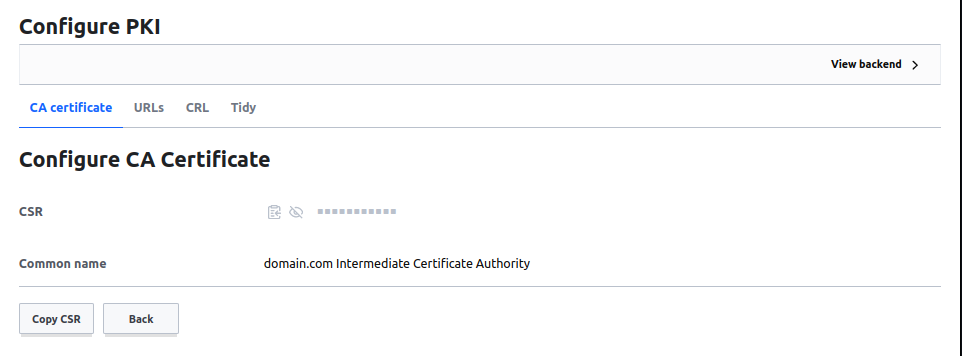 Configure PKI
View backend
CA certificate URLs CRL Tidy
Configure CA Certificate
CSR
Common name domain.com Intermediate Certificate Authority
Copy CSR Back